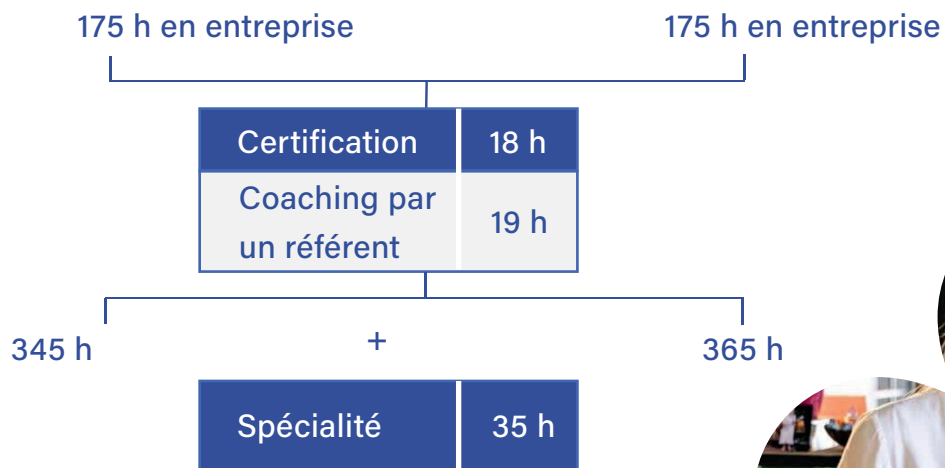 175 h en entreprise
175 h en entreprise
Certification 18 h
Coaching par
un référent
19 h
345 h + 365 h
Spécialité 35 h